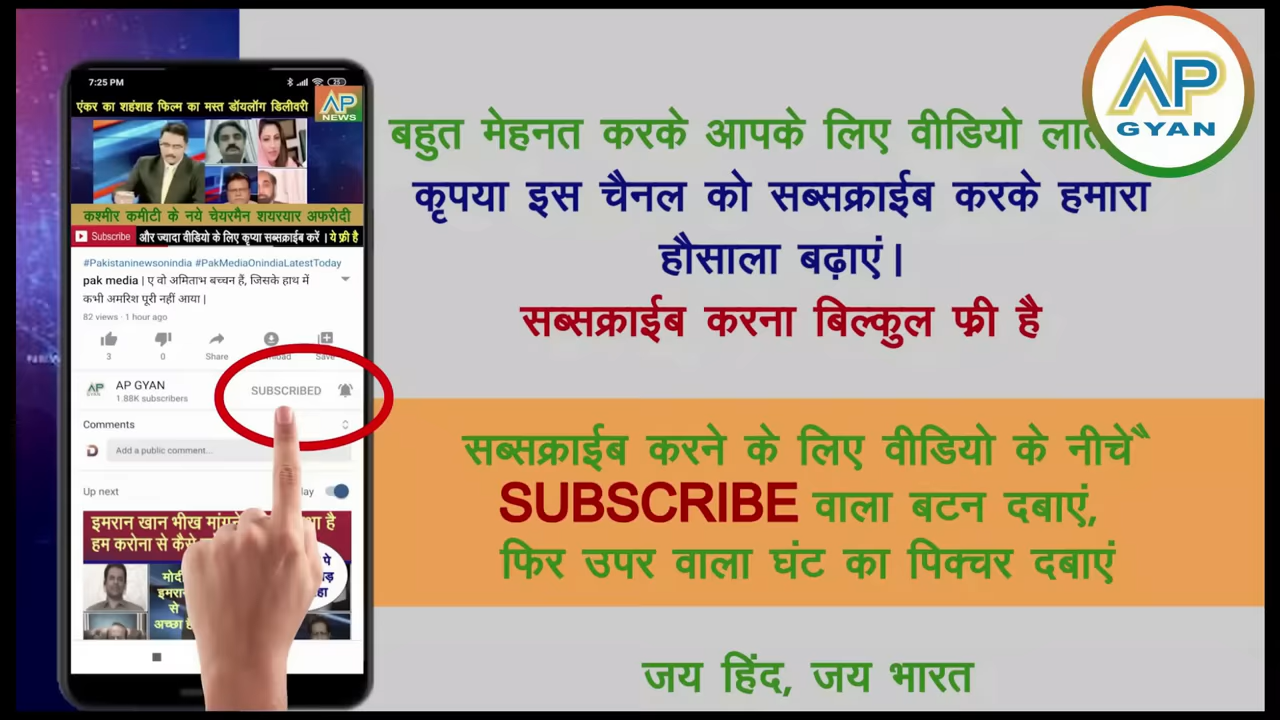 7:25 PM
एंकर का शहंशाह फिल्म का मस्त डॉयलॉग डिलीवरी
AP
NEWS
कश्मीर कमीटी के नये चेयरमैन शयरयार अफरीदी
Subscribe और ज्यादा वीडियो के लिए कृप्या सब्सक्राईब करें । ये फ्री है
#Pakistaninewsonindia #PakMediaOnindiaLatestToday
pak media | ए वो अमिताभ बच्चन हैं, जिसके हाथ में
कभी अमरिश पूरी नहीं आया |
82 views · 1 hour ago
3 0 Share
AP GYAN
1.88K subscribers
SUBSCRIBED
Comments
Add a public comment...
Up next
इमरान खान भीख मांगने
हम करोना से कैसे
मोदी
इमरान
से
अच्छा
AP
GYAN
बहुत मेहनत करके आपके लिए वीडियो
कृपया इस चैनल को सब्सक्राईब करके हमारा
हौसाला बढ़ाएं।
सब्सक्राईब करना बिल्कुल फ्री है
सब्सक्राईब करने के लिए वीडियो के नीचे
SUBSCRIBE वाला बटन दबाएं,
फिर उपर वाला घंट का पिक्चर दबाएं
जय हिंद, जय भारत